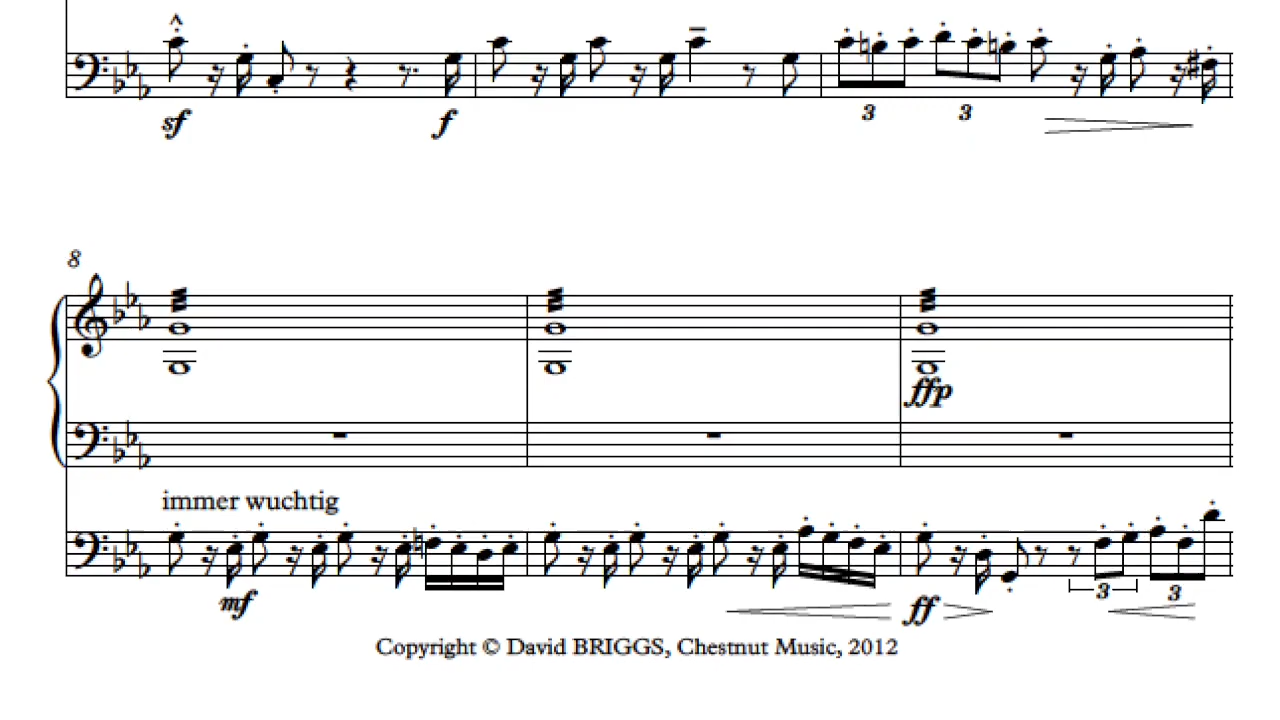 sf f
3 3
8
ffp
immer wuchtig
mf ff 3 3
Copyright © David BRIGGS, Chestnut Music, 2012